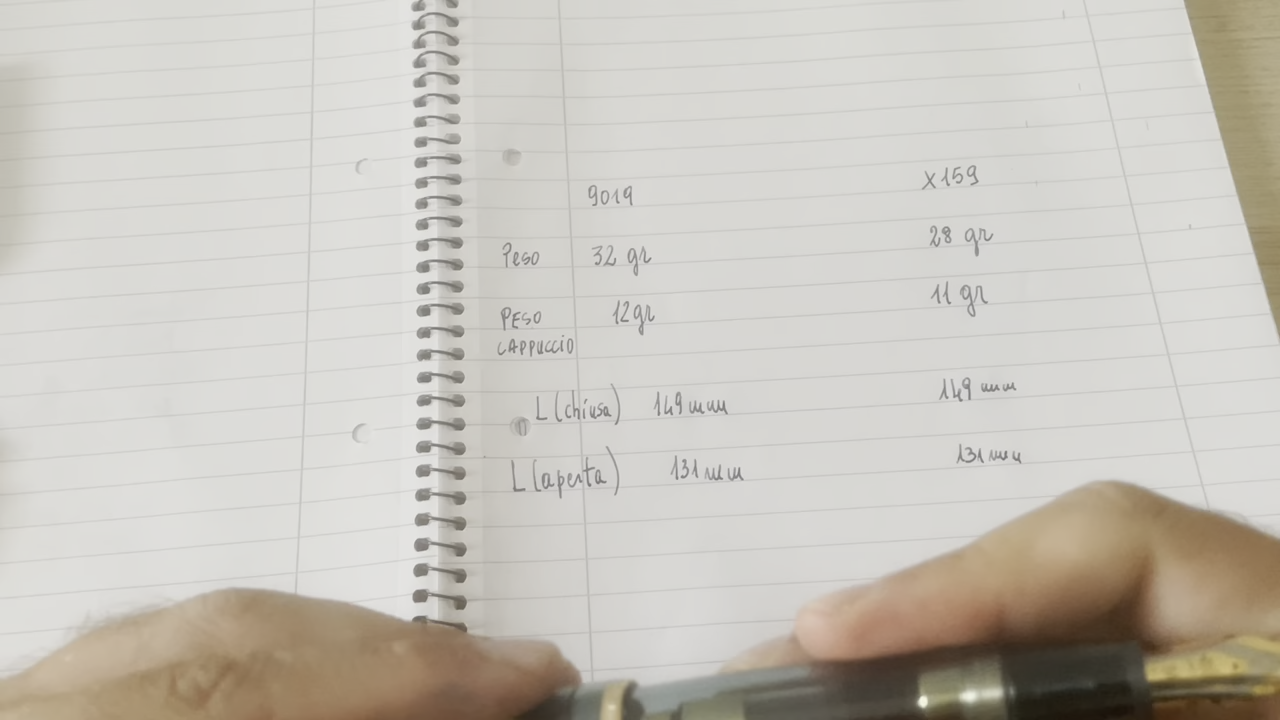 9019 X159
Peso 32 gr 28 gr
PESO 12gr 11 gr
CAPPUCCIO
L (chiusa) 149 mm 149 mm
L (aperta) 131 mm 131 mm